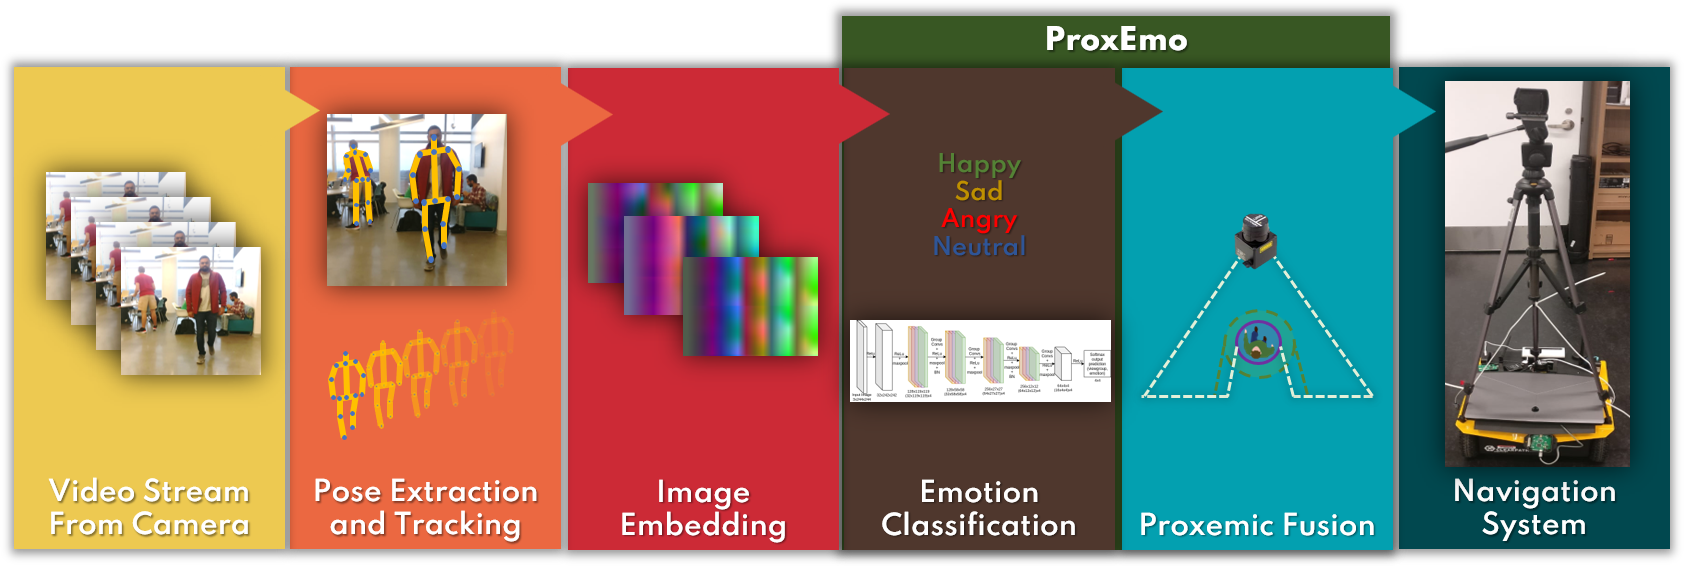 ProxEmo
Video Stream
From Camera
Pose Extraction
and Tracking
Image
Embedding
Happy
Sad
Angry
Neutral
Emotion
Classification
Proxemic Fusion
Navigation
System